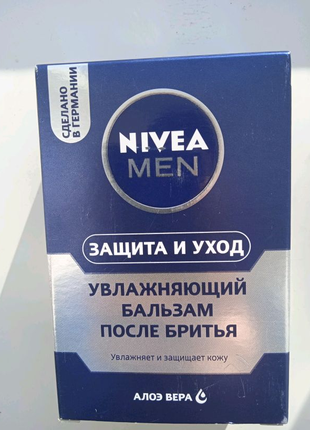 СДЕЛАНО
В ГЕРМАНИИ
NIVEA
MEN
ЗАЩИТА И УХОД
УВЛАЖНЯЮЩИЙ
БАЛЬЗАМ
ПОСЛЕ БРИТЬЯ
Увлажняет и защищает кожу
АЛОЭ ВЕРА